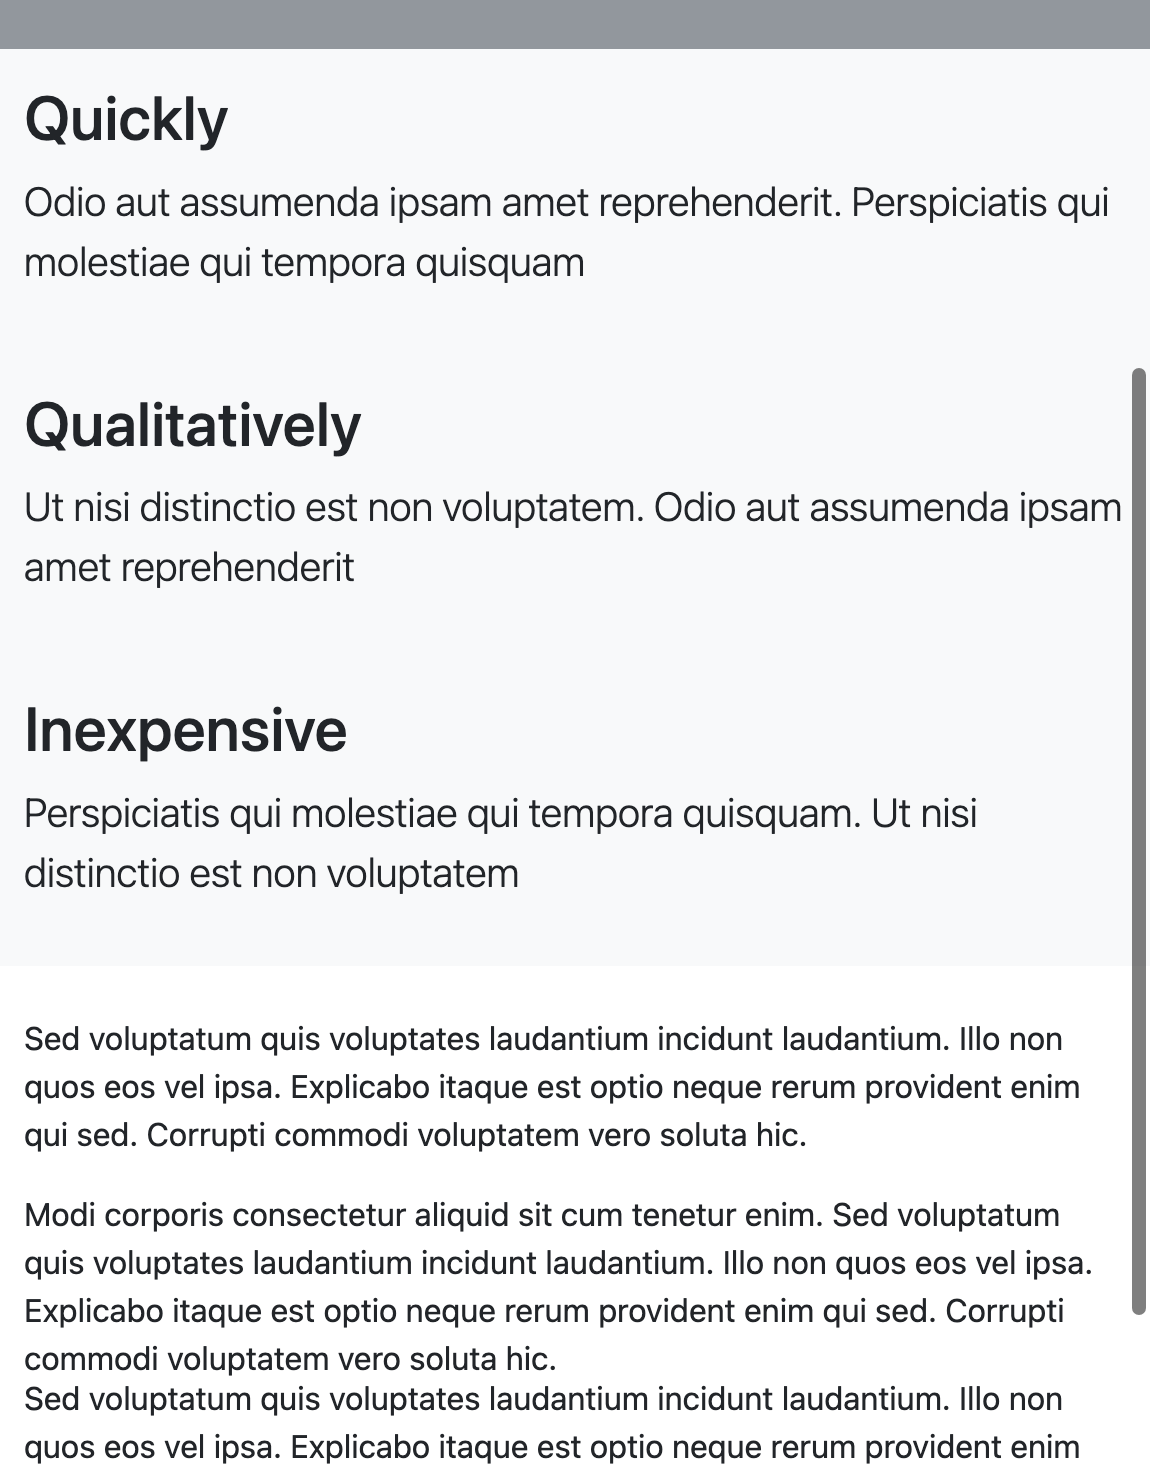 Quickly
Odio aut assumenda ipsam amet reprehenderit. Perspiciatis qui
molestiae qui tempora quisquam
Qualitatively
Ut nisi distinctio est non voluptatem. Odio aut assumenda ipsam
amet reprehenderit
Inexpensive
Perspiciatis qui molestiae qui tempora quisquam. Ut nisi
distinctio est non voluptatem
Sed voluptatum quis voluptates laudantium incidunt laudantium. Illo non
quos eos vel ipsa. Explicabo itaque est optio neque rerum provident enim
qui sed. Corrupti commodi voluptatem vero soluta hic.
Modi corporis consectetur aliquid sit cum tenetur enim. Sed voluptatum
quis voluptates laudantium incidunt laudantium. Illo non quos eos vel ipsa.
Explicabo itaque est optio neque rerum provident enim qui sed. Corrupti
commodi voluptatem vero soluta hic.
Sed voluptatum quis voluptates laudantium incidunt laudantium. Illo non
quos eos vel ipsa. Explicabo itaque est optio neque rerum provident enim